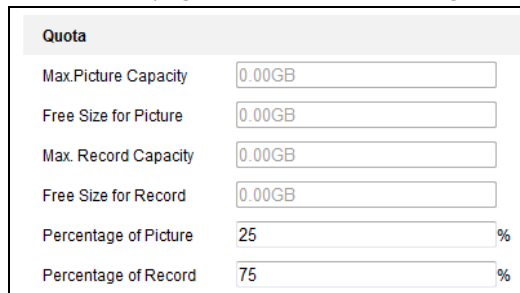 Quota
Max.Picture Capacity 0.00GB
Free Size for Picture 0.00GB
Max. Record Capacity 0.00GB
Free Size for Record 0.00GB
Percentage of Picture 25 %
Percentage of Record 75 %